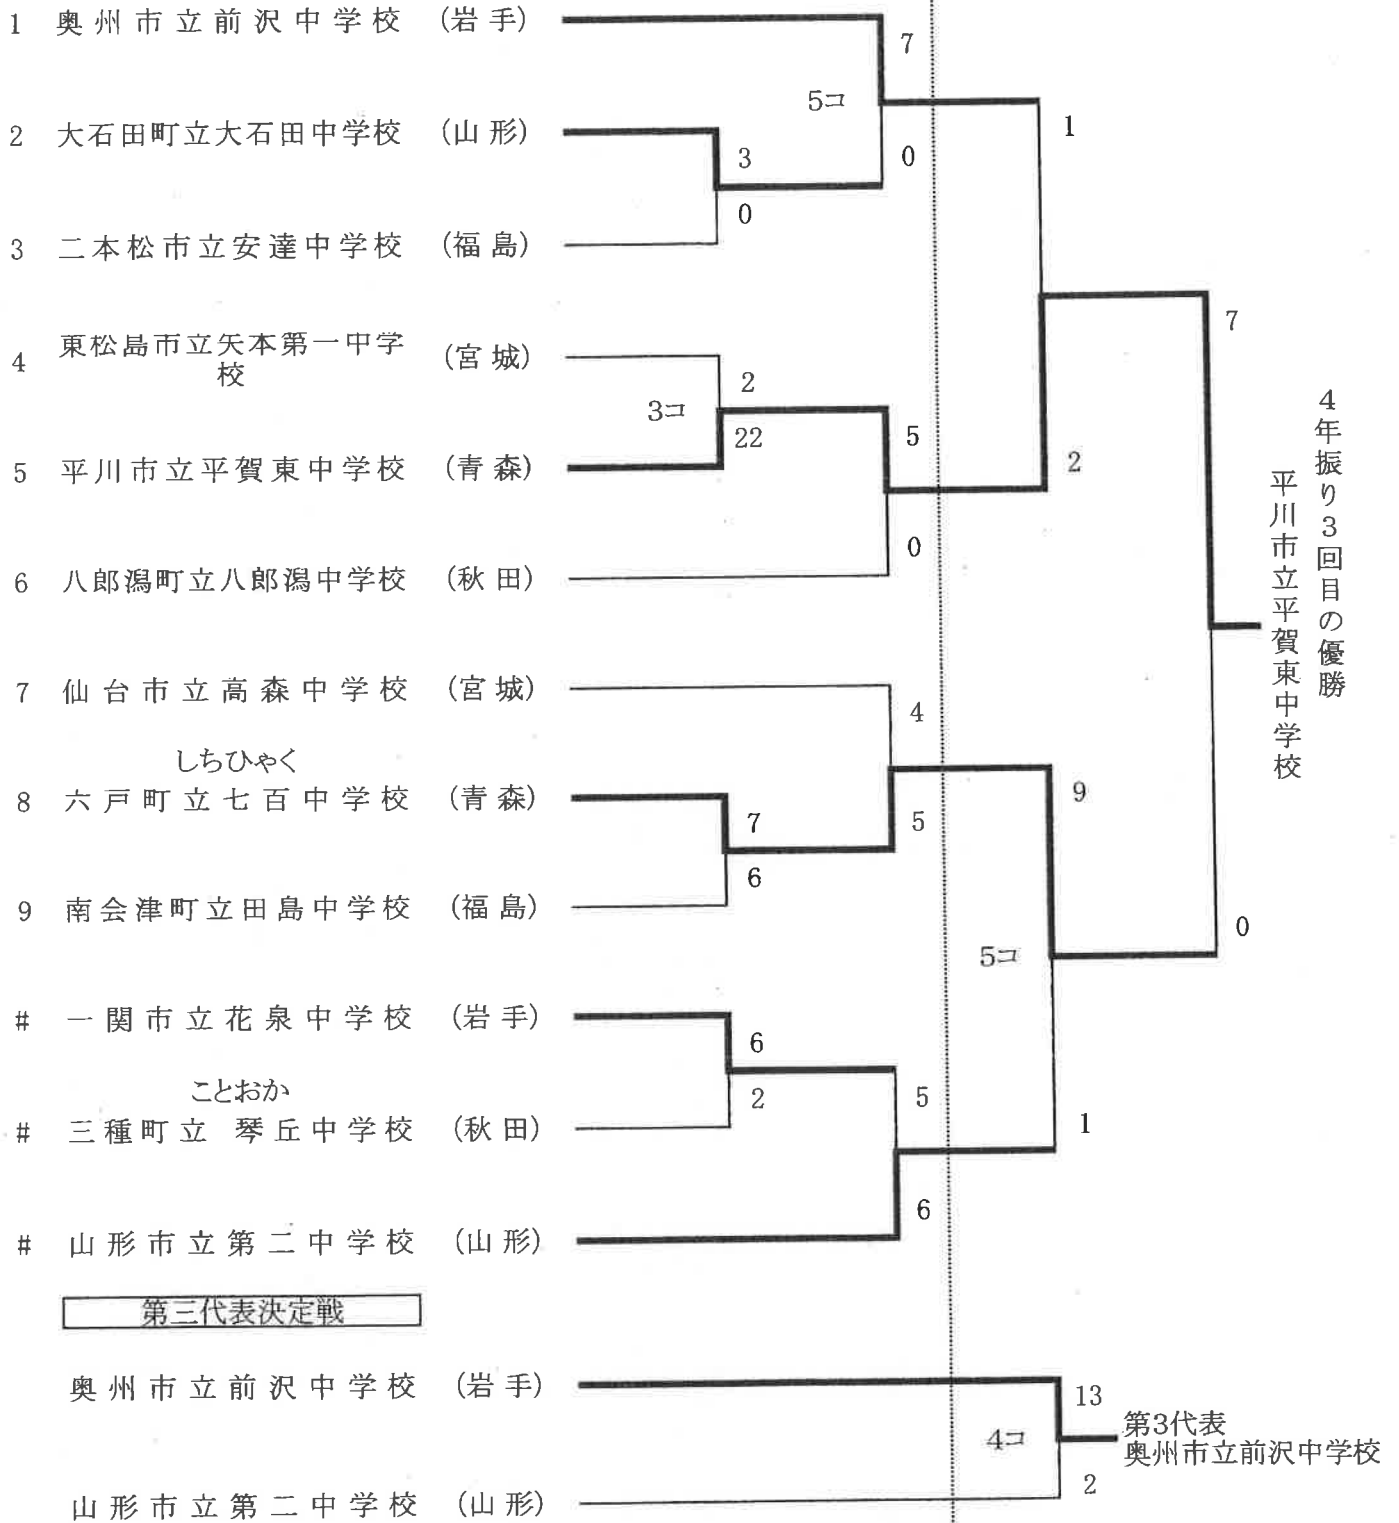 1 奥州市立前沢中学校 (岩手)
7
5コ
1
2 大石田町立大石田中学校 (山形)
3
0
0
3 二本松市立安達中学校 (福島)
7
4 東松島市立矢本第一中学
校 (宮城)
2
3コ
22
5
2
5 平川市立平賀東中学校 (青森)
0
6 八郎潟町立八郎潟中学校 (秋田)
4年振り3回目の優勝
平川市立平賀東中学校
7 仙台市立高森中学校 (宮城)
4
しちひゃく
8 六戸町立七百中学校 (青森)
9
7
5
6
9 南会津町立田島中学校 (福島)
0
5コ
# 一関市立花泉中学校 (岩手)
6
ことおか
2
5
1
# 三種町立 琴丘中学校 (秋田)
6
# 山形市立第二中学校 (山形)
第三代表決定戦
奥州市立前沢中学校 (岩手)
13
第3代表
4コ
奥州市立前沢中学校
2
山形市立第二中学校 (山形)